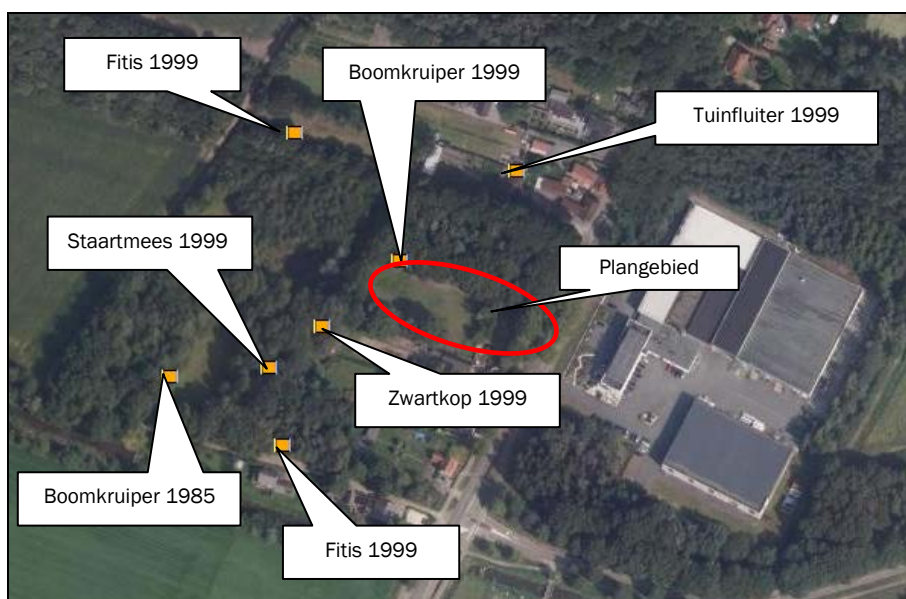 Fitis 1999
Boomkruiper 1999
Tuinfluiter 1999
Staartmees 1999
Plangebied
Zwartkop 1999
Boomkruiper 1985
Fitis 1999